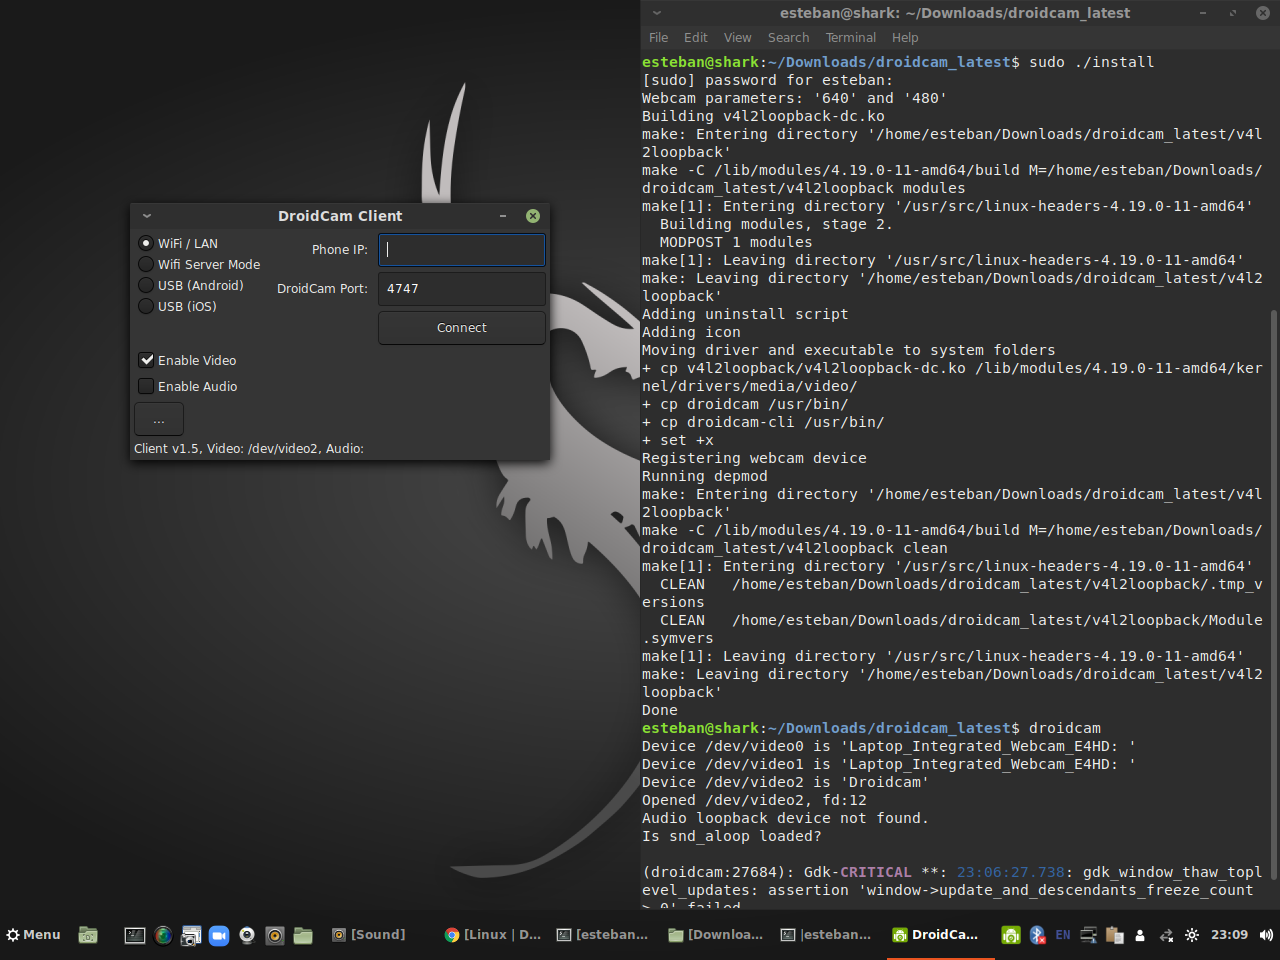 esteban@shark: ~/Downloads/droidcam_latest
File Edit View Search Terminal Help
esteban@shark:~/Downloads/droidcam_latest$ sudo ./install
[sudo] password for esteban:
Webcam parameters: '640' and '480'
Building v4l2loopback-dc.ko
make: Entering directory '/home/esteban/Downloads/droidcam_latest/v4l
2loopback'
make -C /lib/modules/4.19.0-11-amd64/build M=/home/esteban/Downloads/
droidcam_latest/v4l2loopback modules
make[1]: Entering directory '/usr/src/linux-headers-4.19.0-11-amd64'
  Building modules, stage 2.
  MODPOST 1 modules
make[1]: Leaving directory '/usr/src/linux-headers-4.19.0-11-amd64'
make: Leaving directory '/home/esteban/Downloads/droidcam_latest/v4l2
loopback'
Adding uninstall script
Adding icon
Moving driver and executable to system folders
+ cp v4l2loopback/v4l2loopback-dc.ko /lib/modules/4.19.0-11-amd64/ker
nel/drivers/media/video/
+ cp droidcam /usr/bin/
+ cp droidcam-cli /usr/bin/
+ set +x
Registering webcam device
Running depmod
make: Entering directory '/home/esteban/Downloads/droidcam_latest/v4l
2loopback'
make -C /lib/modules/4.19.0-11-amd64/build M=/home/esteban/Downloads/
droidcam_latest/v4l2loopback clean
make[1]: Entering directory '/usr/src/linux-headers-4.19.0-11-amd64'
  CLEAN   /home/esteban/Downloads/droidcam_latest/v4l2loopback/.tmp_v
ersions
  CLEAN   /home/esteban/Downloads/droidcam_latest/v4l2loopback/Module
.symvers
make[1]: Leaving directory '/usr/src/linux-headers-4.19.0-11-amd64'
make: Leaving directory '/home/esteban/Downloads/droidcam_latest/v4l2
loopback'
Done
esteban@shark:~/Downloads/droidcam_latest$ droidcam
Device /dev/video0 is 'Laptop_Integrated_Webcam_E4HD: '
Device /dev/video1 is 'Laptop_Integrated_Webcam_E4HD: '
Device /dev/video2 is 'Droidcam'
Opened /dev/video2, fd:12
Audio loopback device not found.
Is snd_aloop loaded?
(droidcam:27684): Gdk-CRITICAL **: 23:06:27.738: gdk_window_thaw_topl
evel_updates: assertion 'window->update_and_descendants_freeze_count
> 0' failed
DroidCam Client
WiFi / LAN
Wifi Server Mode
USB (Android)
USB (iOS)
Phone IP:
DroidCam Port: 4747
Connect
Enable Video
Enable Audio
...
Client v1.5, Video: /dev/video2, Audio:
Menu [Sound] [Linux | D... [esteban... [Downloa... |esteban... DroidCa... EN 23:09